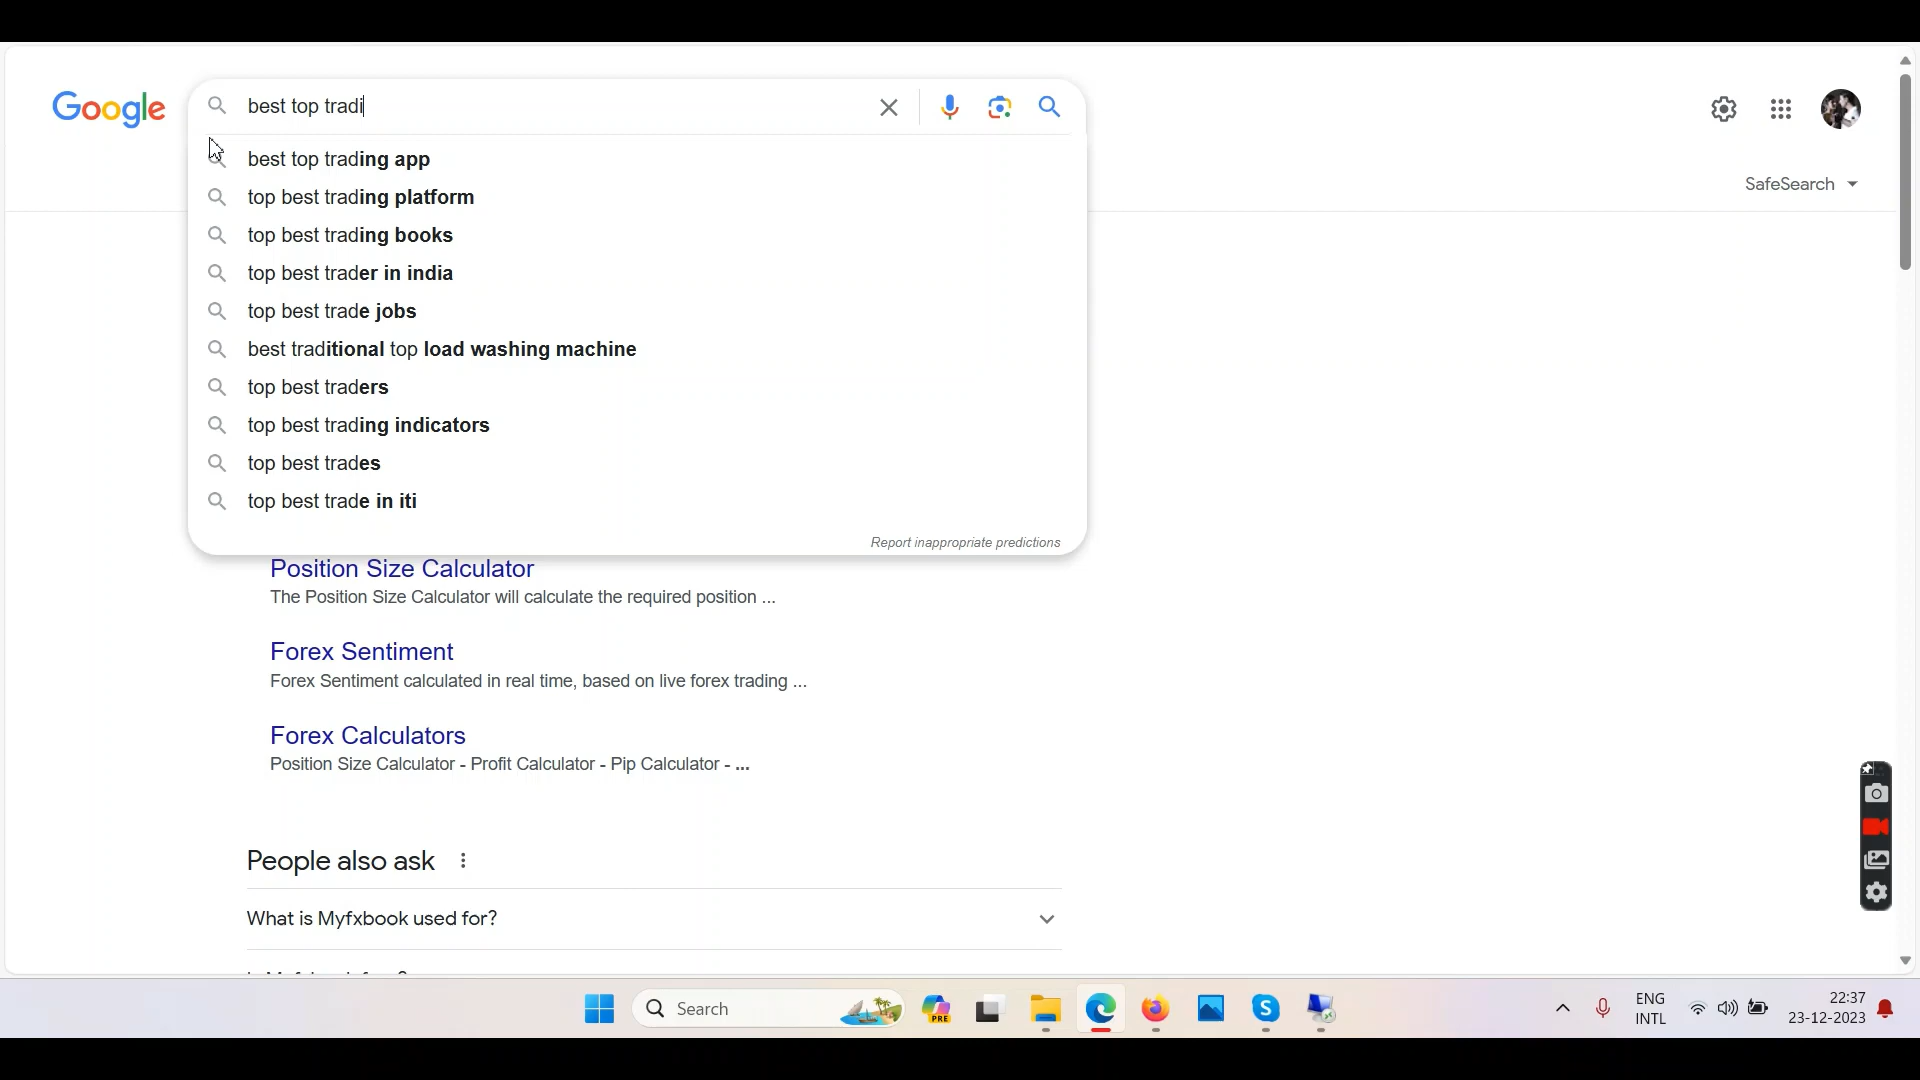 Google
best top tradi
best top trading app
top best trading platform
top best trading books
top best trader in india
top best trade jobs
best traditional top load washing machine
top best traders
top best trading indicators
top best trades
top best trade in iti
Report inappropriate predictions
SafeSearch
Position Size Calculator
The Position Size Calculator will calculate the required position ...
Forex Sentiment
Forex Sentiment calculated in real time, based on live forex trading ...
Forex Calculators
Position Size Calculator - Profit Calculator - Pip Calculator - ...
People also ask
What is Myfxbook used for?
Search
PRE
S
ENG
INTL
22:37
23-12-2023